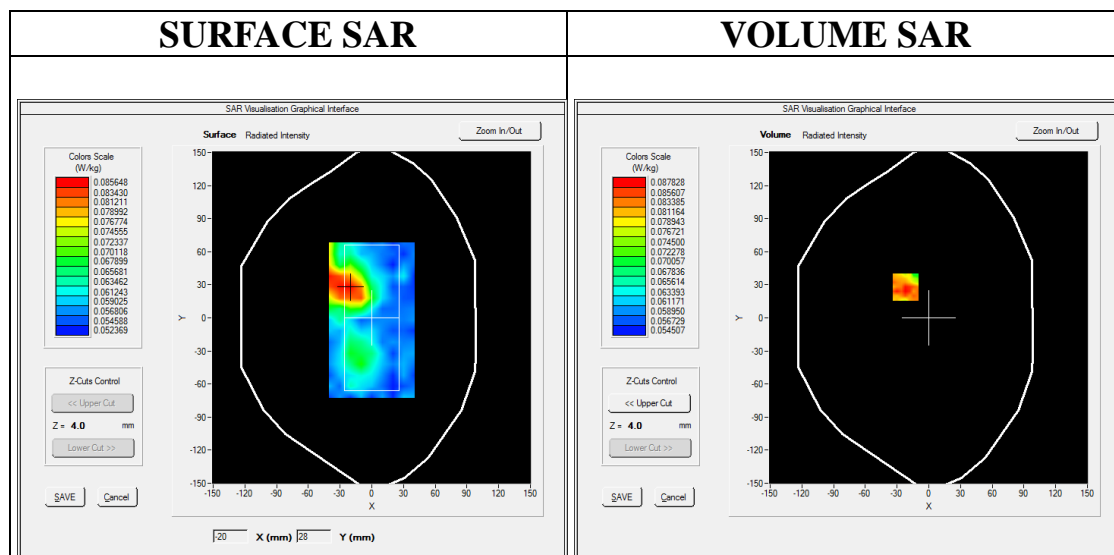 SURFACE SAR
VOLUME SAR
SAR Visualisation Graphical Interface
Surface Radiated Intensity
Zoom In/Out
Colors Scale
(W/kg)
0.085648
0.083430
0.081211
0.078992
0.076774
0.074555
0.072337
0.070118
0.067899
0.065681
0.063462
0.061243
0.059025
0.056806
0.054588
0.052369
Z-Cuts Control
<< Upper Cut
Z = 4.0 mm
Lower Cut >>
SAVE
Cancel
150
120
90
60
30
0
-30
-60
-90
-120
-150
Y
-150 -120 -90 -60 -30 0 30 60 90 120 150
X
-20 X (mm) 28 Y (mm)
SAR Visualisation Graphical Interface
Volume Radiated Intensity
Zoom In/Out
Colors Scale
(W/kg)
0.087828
0.085607
0.083385
0.081164
0.078943
0.076721
0.074500
0.072278
0.070057
0.067836
0.065614
0.063393
0.061171
0.058950
0.056729
0.054507
Z-Cuts Control
<< Upper Cut
Z = 4.0 mm
Lower Cut >>
SAVE
Cancel
150
120
90
60
30
0
-30
-60
-90
-120
-150
Y
-150 -120 -90 -60 -30 0 30 60 90 120 150
X